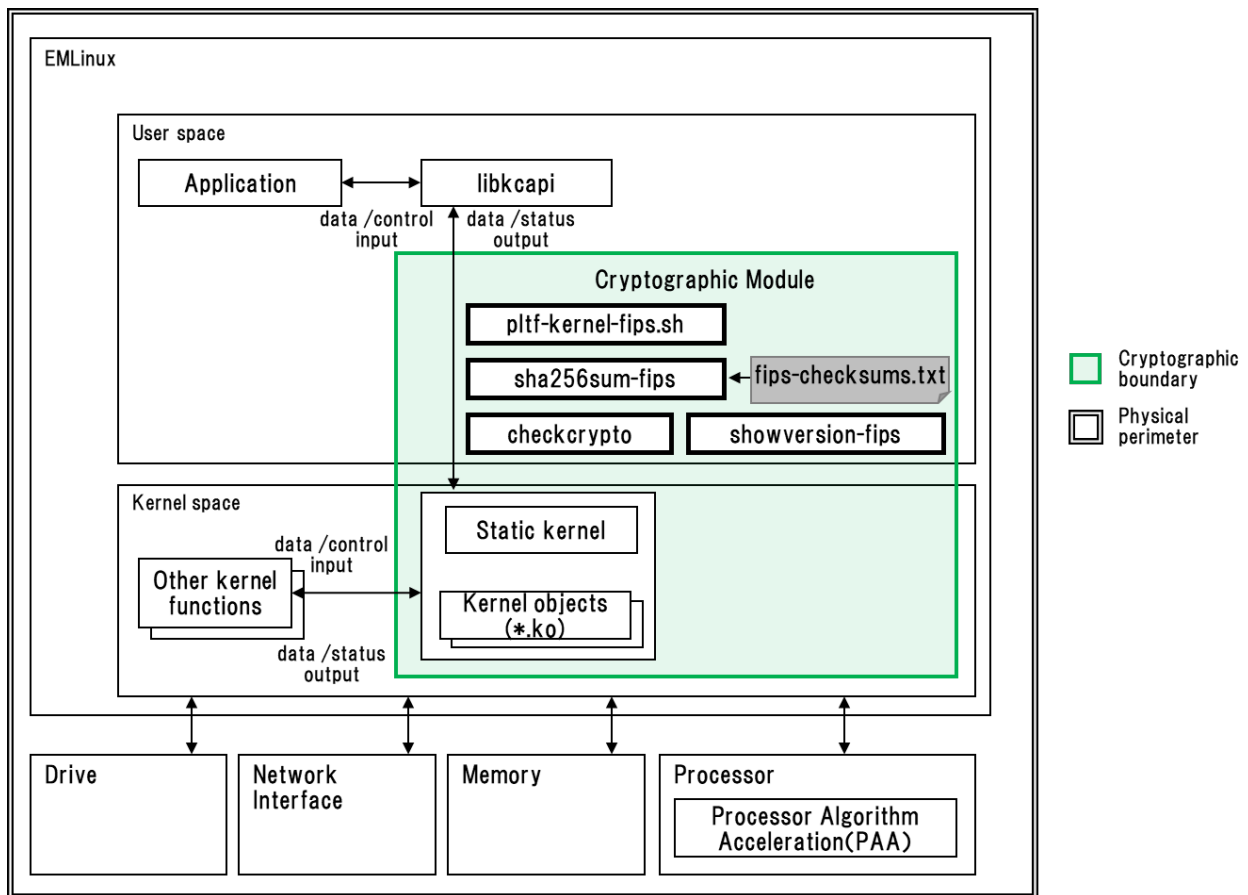 EMLinux
User space
Application
libkcapi
data /control
input
data /status
output
Cryptographic Module
pltf-kernel-fips.sh
sha256sum-fips
fips-checksums.txt
checkcrypto
showversion-fips
Cryptographic
boundary
Physical
perimeter
Kernel space
Static kernel
data /control
input
Other kernel
functions
Kernel objects
(*.ko)
data /status
output
Drive
Network
Interface
Memory
Processor
Processor Algorithm
Acceleration(PAA)